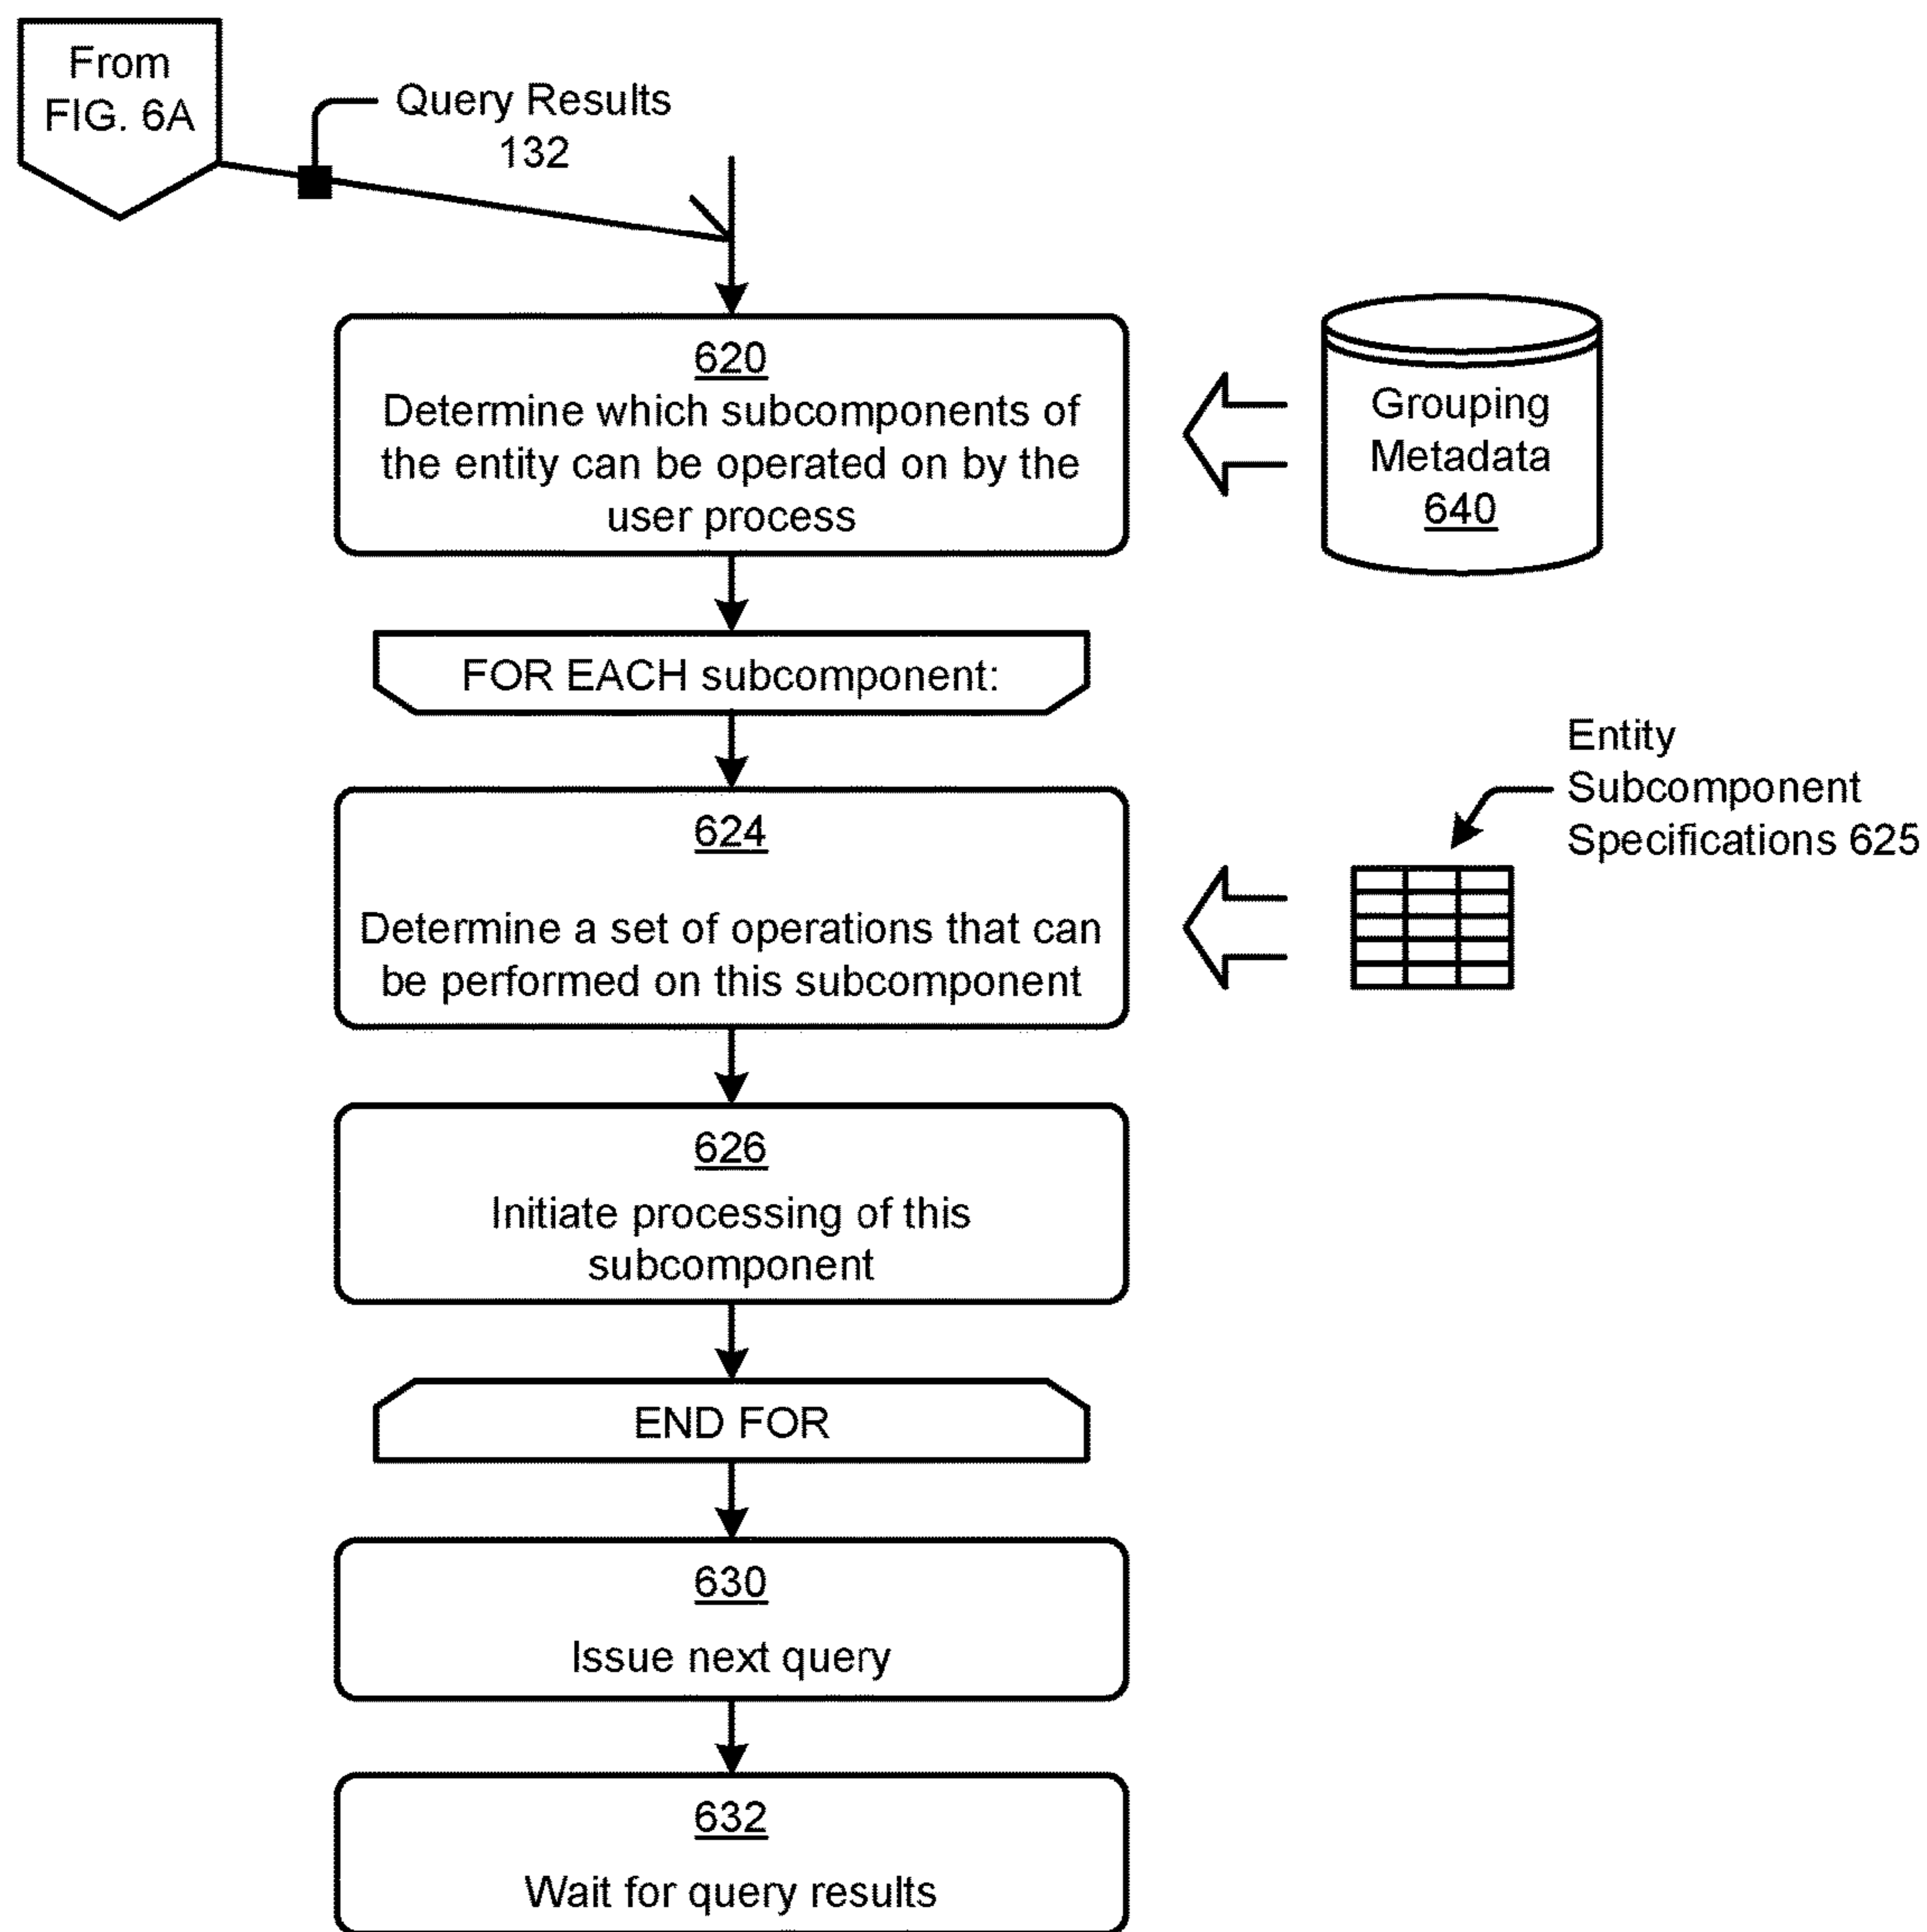 From
FIG. 6A
Query Results
132
620
Determine which subcomponents of
the entity can be operated on by the
user process
Grouping
Metadata
640
FOR EACH subcomponent:
Entity
Subcomponent
Specifications 625
624
Determine a set of operations that can
be performed on this subcomponent
626
Initiate processing of this
subcomponent
END FOR
630
Issue next query
632
Wait for query results